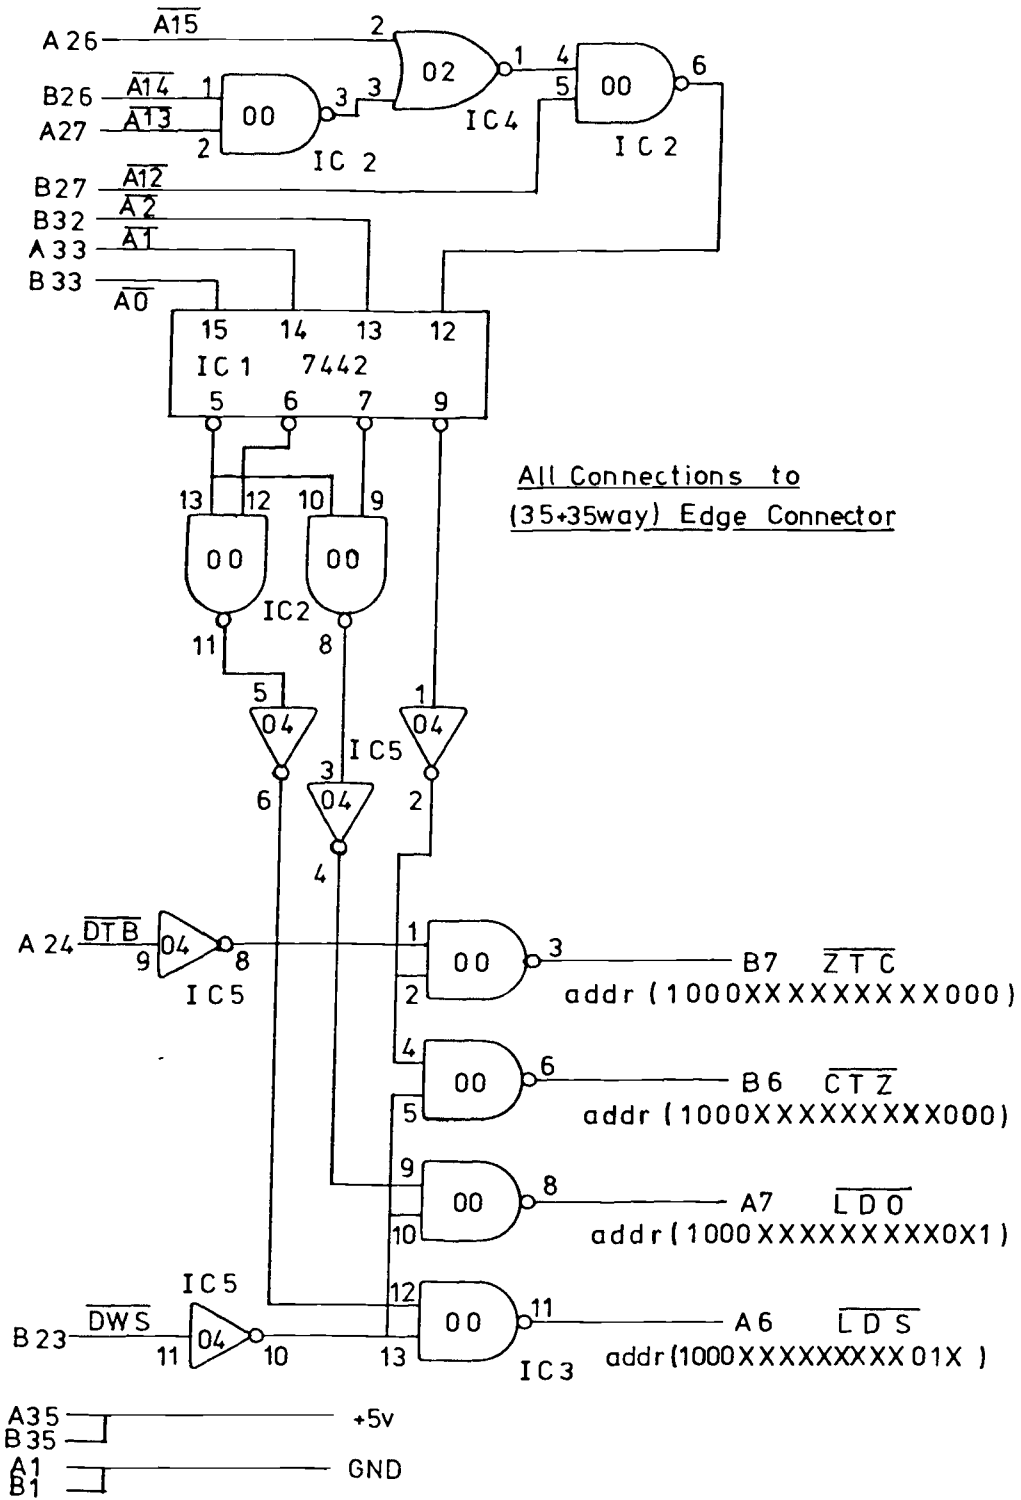 A26 A15 2
02 1 4 00 6
B26 A14 1 00 3 3 5
A27 A13 2
IC 2 IC4 IC 2
B27 A12
B32 A2
A33 A1
B33 A0
15 14 13 12
IC1 7442
5 6 7 9
All Connections to
(35+35way) Edge Connector
13 12 10 9
00 00
IC2
11 8
5 1
04 04
IC5
3
04
6 2
4
A24 DTB 9 04 8
IC5
1
2 00 3 B7 ZTC
addr (1000XXXXXXXXX000)
4
5 00 6 B6 CTZ
addr (1000XXXXXXXXX000)
9
10 00 8 A7 LDO
addr(1000XXXXXXXXX0X1)
IC5
B23 DWS 11 04 10
12
13 00 11 A6 LDS
IC3 addr(1000XXXXXXXXX01X )
A35 +5v
B35
A1 GND
B1